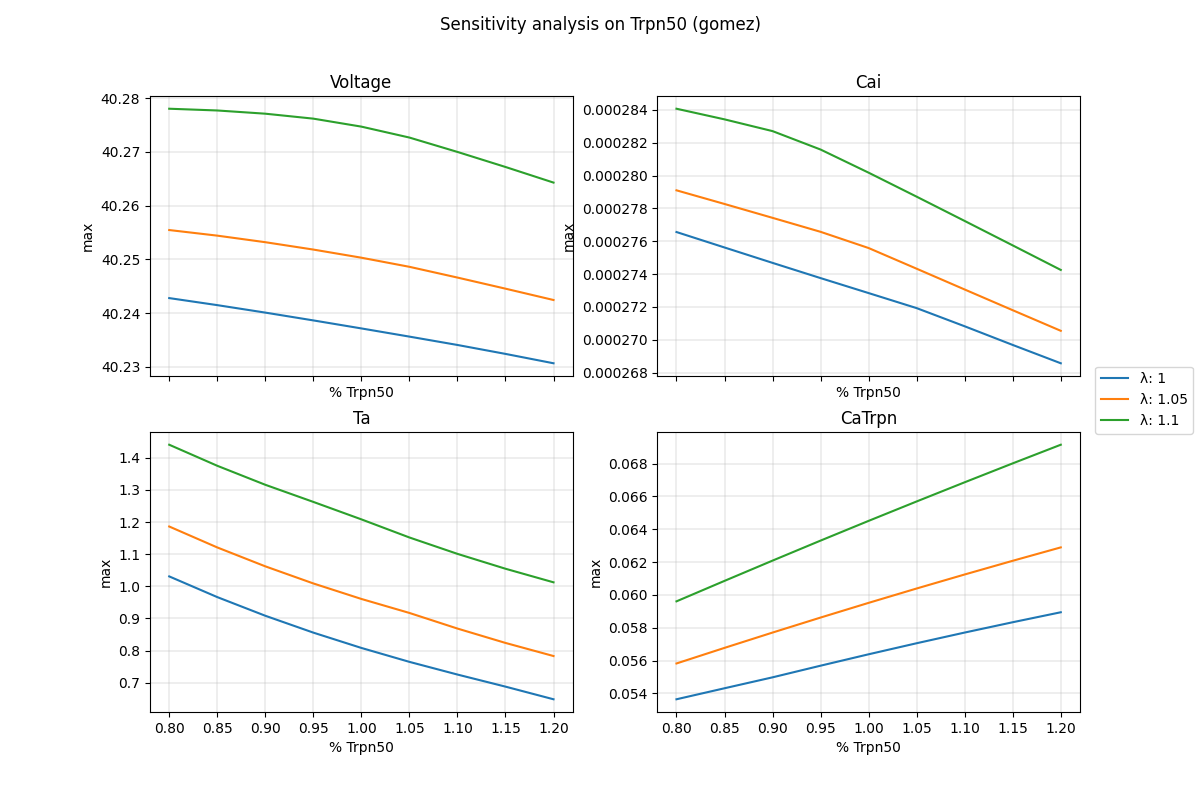 Sensitivity analysis on Trpn50 (gomez)
Voltage
40.28
40.27
40.26
40.25
40.24
40.23
max
% Trpn50
Cai
0.000284
0.000282
0.000280
0.000278
0.000276
0.000274
0.000272
0.000270
0.000268
max
% Trpn50
λ: 1
λ: 1.05
λ: 1.1
Ta
1.4
1.3
1.2
1.1
1.0
0.9
0.8
0.7
max
0.80 0.85 0.90 0.95 1.00 1.05 1.10 1.15 1.20
% Trpn50
CaTrpn
0.068
0.066
0.064
0.062
0.060
0.058
0.056
0.054
max
0.80 0.85 0.90 0.95 1.00 1.05 1.10 1.15 1.20
% Trpn50